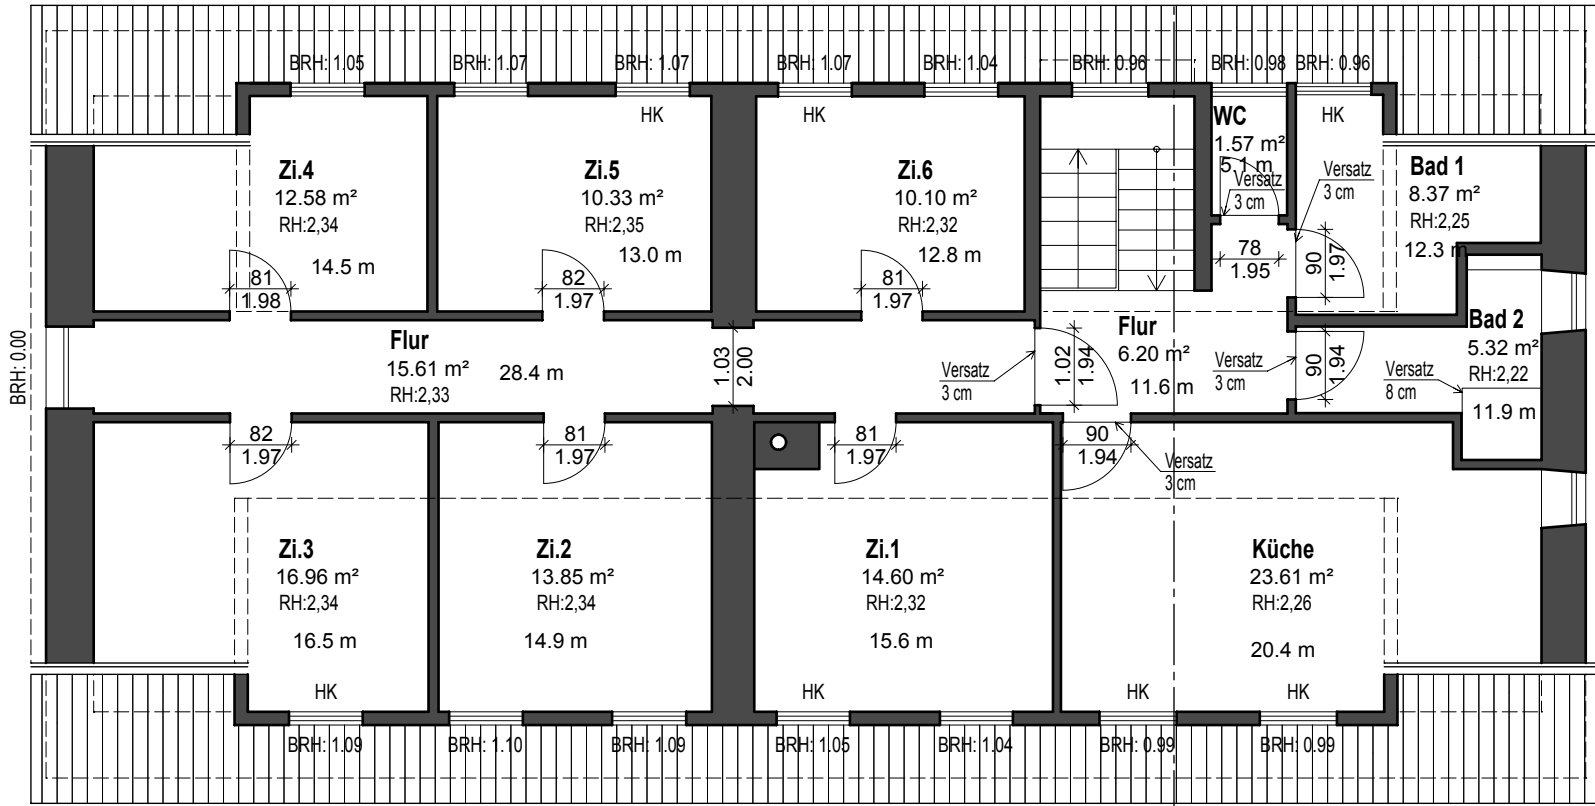 BRH: 1.05
BRH: 1.07
BRH: 1.07
BRH: 1.07
BRH: 1.04
BRH: 0.96
BRH: 0.98
BRH: 0.96
HK
HK
HK
WC
1.57 m²
5.1 m
Versatz
3 cm
Versatz
3 cm
Zi.4
12.58 m²
RH:2,34
14.5 m
Zi.5
10.33 m²
RH:2,35
13.0 m
Zi.6
10.10 m²
RH:2,32
12.8 m
Bad 1
8.37 m²
RH:2,25
12.3 m
81
1.98
82
1.97
81
1.97
78
1.95
90
1.97
BRH: 0.00
Flur
15.61 m²
RH:2,33
28.4 m
1.03
2.00
Versatz
3 cm
1.02
1.94
Flur
6.20 m²
11.6 m
Versatz
3 cm
90
1.94
Versatz
8 cm
Bad 2
5.32 m²
RH:2,22
11.9 m
82
1.97
81
1.97
81
1.97
90
1.94
Versatz
3 cm
Zi.3
16.96 m²
RH:2,34
16.5 m
Zi.2
13.85 m²
RH:2,34
14.9 m
Zi.1
14.60 m²
RH:2,32
15.6 m
Küche
23.61 m²
RH:2,26
20.4 m
HK
HK
HK
HK
BRH: 1.09
BRH: 1.10
BRH: 1.09
BRH: 1.05
BRH: 1.04
BRH: 0.99
BRH: 0.99